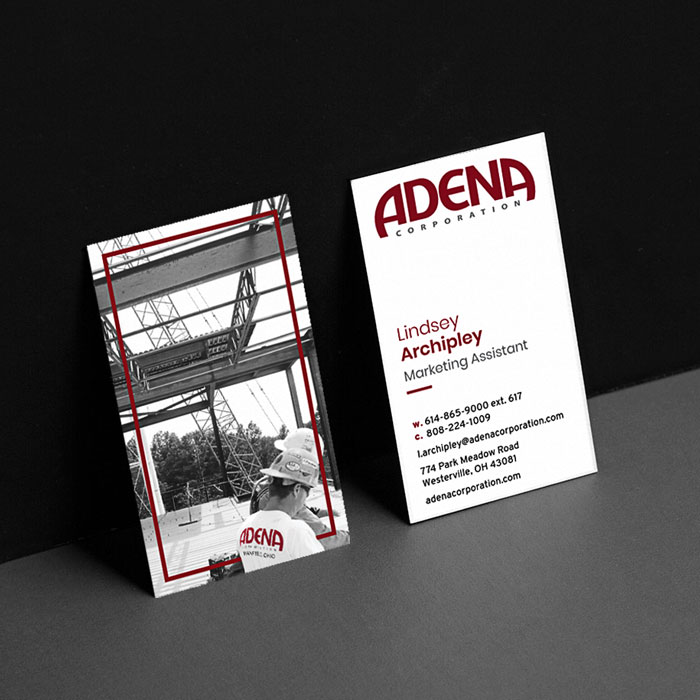 ADENA
CORPORATION
Lindsey
Archipley
Marketing Assistant
w. 614-865-9000 ext. 617
c. 808-224-1009
l.archipley@adenacorporation.com
774 Park Meadow Road
Westerville, OH 43081
adenacorporation.com
ADENA
CORPORATION